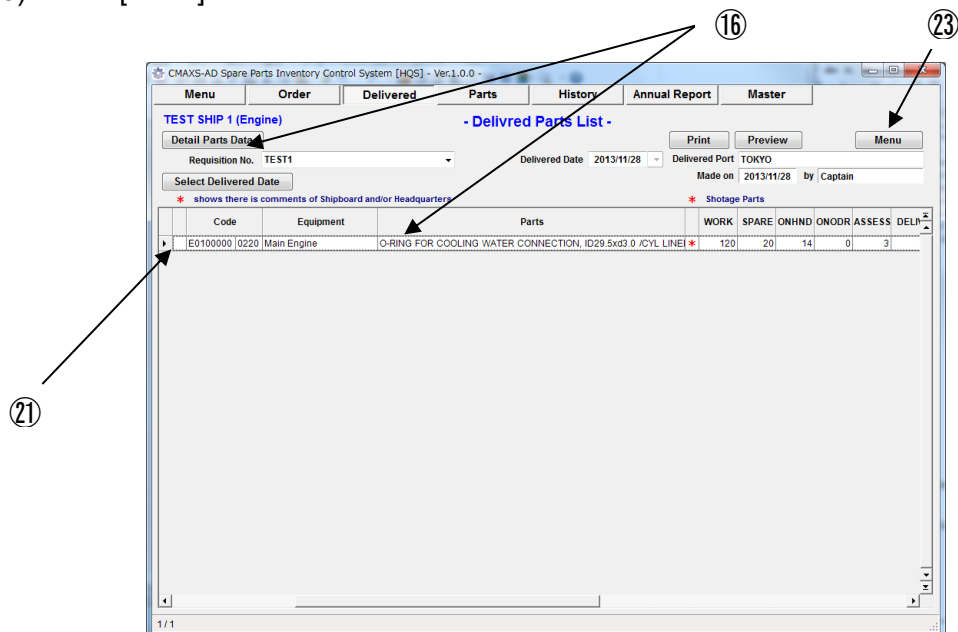 ⑯ ㉓
CMAXS-AD Spare Parts Inventory Control System [HQS] - Ver.1.0.0 -
Menu Order Delivered Parts History Annual Report Master
TEST SHIP 1 (Engine) - Delivred Parts List -
Detail Parts Data Print Preview Menu
Requisition No. TEST1 Delivered Date 2013/11/28 Delivered Port TOKYO
Select Delivered Date Made on 2013/11/28 by Captain
* shows there is comments of Shipboard and/or Headquarters * Shotage Parts
Code Equipment Parts WORK SPARE ONHND ONODR ASSESS
E0100000 0220 Main Engine O-RING FOR COOLING WATER CONNECTION, ID29.5xd3.0 /CYL * 120 20 14 0 3
㉑
1 / 1